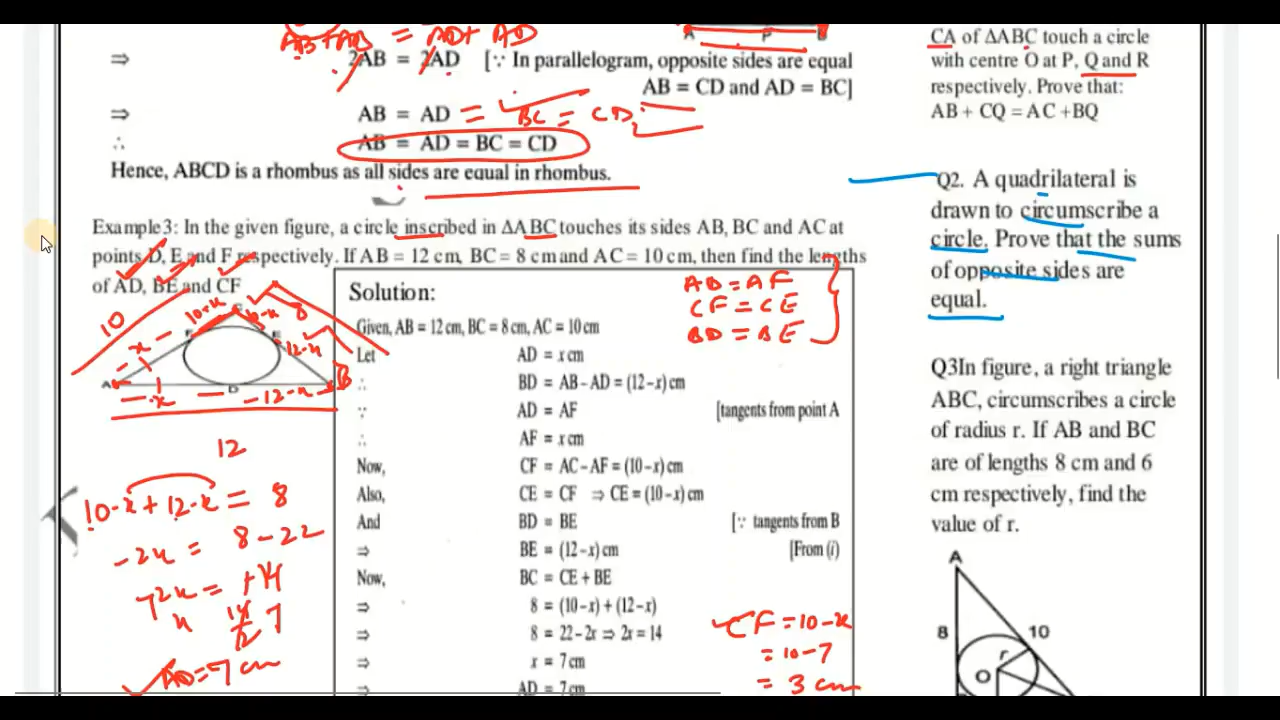 AB+AB = AD+ AD
⇒ 2AB = 2AD [∵ In parallelogram, opposite sides are equal
AB = CD and AD = BC]
⇒ AB = AD = BC = CD
∴ AB = AD = BC = CD
Hence, ABCD is a rhombus as all sides are equal in rhombus.
Example3: In the given figure, a circle inscribed in ΔABC touches its sides AB, BC and AC at
points D, E and F respectively. If AB = 12 cm, BC = 8 cm and AC = 10 cm, then find the lengths
of AD, BE and CF
10
x
10-x
10-x
8
12-x
A
D
B
x
12-x
12
10-x + 12-x = 8
-2x = 8-22
2x = +14
x 14/2 7
AD=7 cm
Solution:
AD=AF
CF=CE
BD=BE
Given, AB = 12 cm, BC = 8 cm, AC = 10 cm
Let AD = x cm
∴ BD = AB - AD = (12-x) cm
∵ AD = AF [tangents from point A
∴ AF = x cm
Now, CF = AC - AF = (10-x) cm
Also, CE = CF ⇒ CE = (10-x) cm
And BD = BE [∵ tangents from B
⇒ BE = (12-x) cm [From (i)
Now, BC = CE + BE
⇒ 8 = (10-x) + (12-x)
⇒ 8 = 22-2x ⇒ 2x = 14
⇒ x = 7 cm
⇒ AD = 7 cm
CF = 10-x
= 10-7
= 3 cm
CA of ΔABC touch a circle
with centre O at P, Q and R
respectively. Prove that:
AB + CQ = AC +BQ
Q2. A quadrilateral is
drawn to circumscribe a
circle. Prove that the sums
of opposite sides are
equal.
Q3In figure, a right triangle
ABC, circumscribes a circle
of radius r. If AB and BC
are of lengths 8 cm and 6
cm respectively, find the
value of r.
A
8
10
r
O